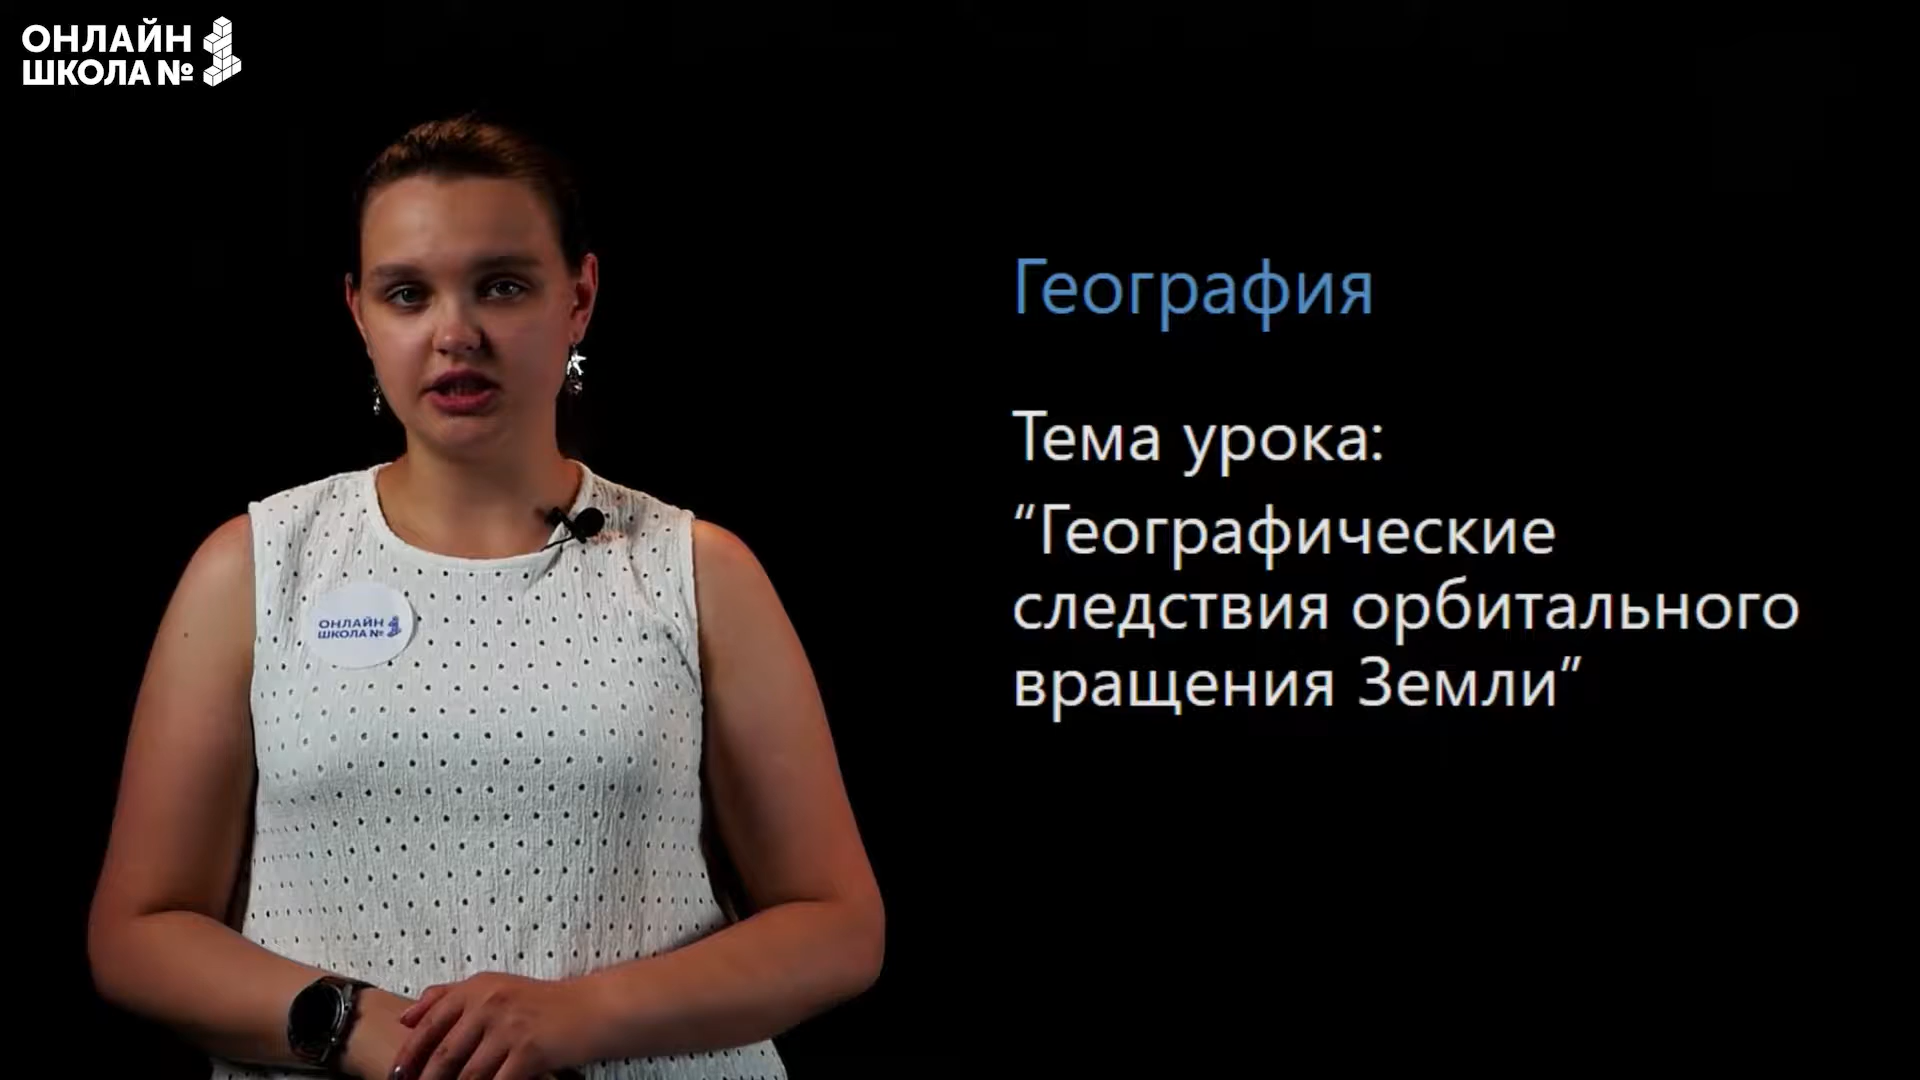 ОНЛАЙН
ШКОЛА №
География
Тема урока:
“Географические
следствия орбитального
вращения Земли”
ОНЛАЙН
ШКОЛА №